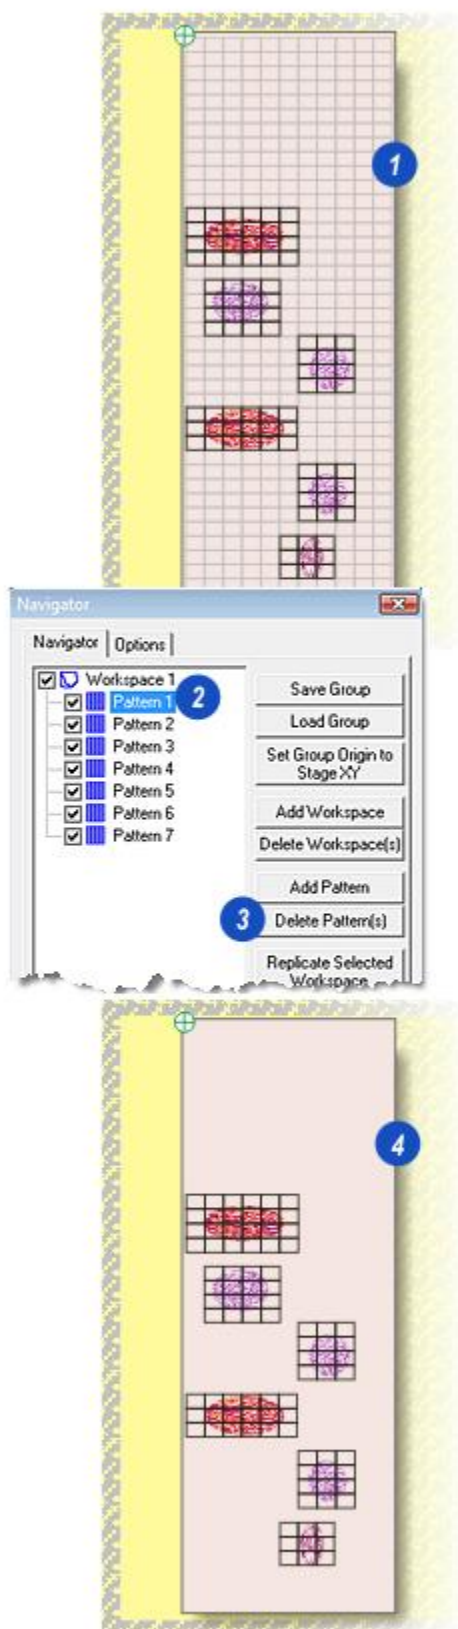 1
Navigator
Navigator Options
Workspace 1
2
Pattern 1
Pattern 2
Pattern 3
Pattern 4
Pattern 5
Pattern 6
Pattern 7
Save Group
Load Group
Set Group Origin to
Stage XY
Add Workspace
Delete Workspace(s)
Add Pattern
3
Delete Pattern(s)
Replicate Selected
Workspace
4